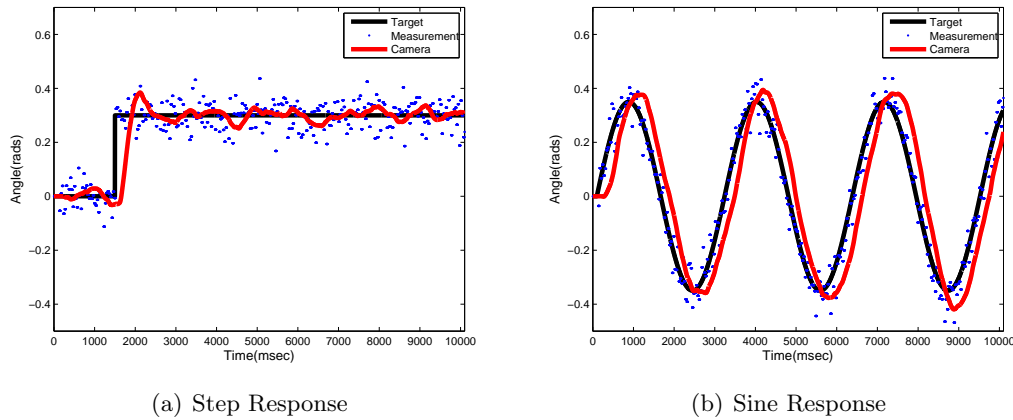 Target
Measurement
Camera
0.6
0.4
0.2
0
−0.2
−0.4
Angle(rads)
0 1000 2000 3000 4000 5000 6000 7000 8000 9000 10000
Time(msec)
(a) Step Response
Target
Measurement
Camera
0.6
0.4
0.2
0
−0.2
−0.4
Angle(rads)
0 1000 2000 3000 4000 5000 6000 7000 8000 9000 10000
Time(msec)
(b) Sine Response